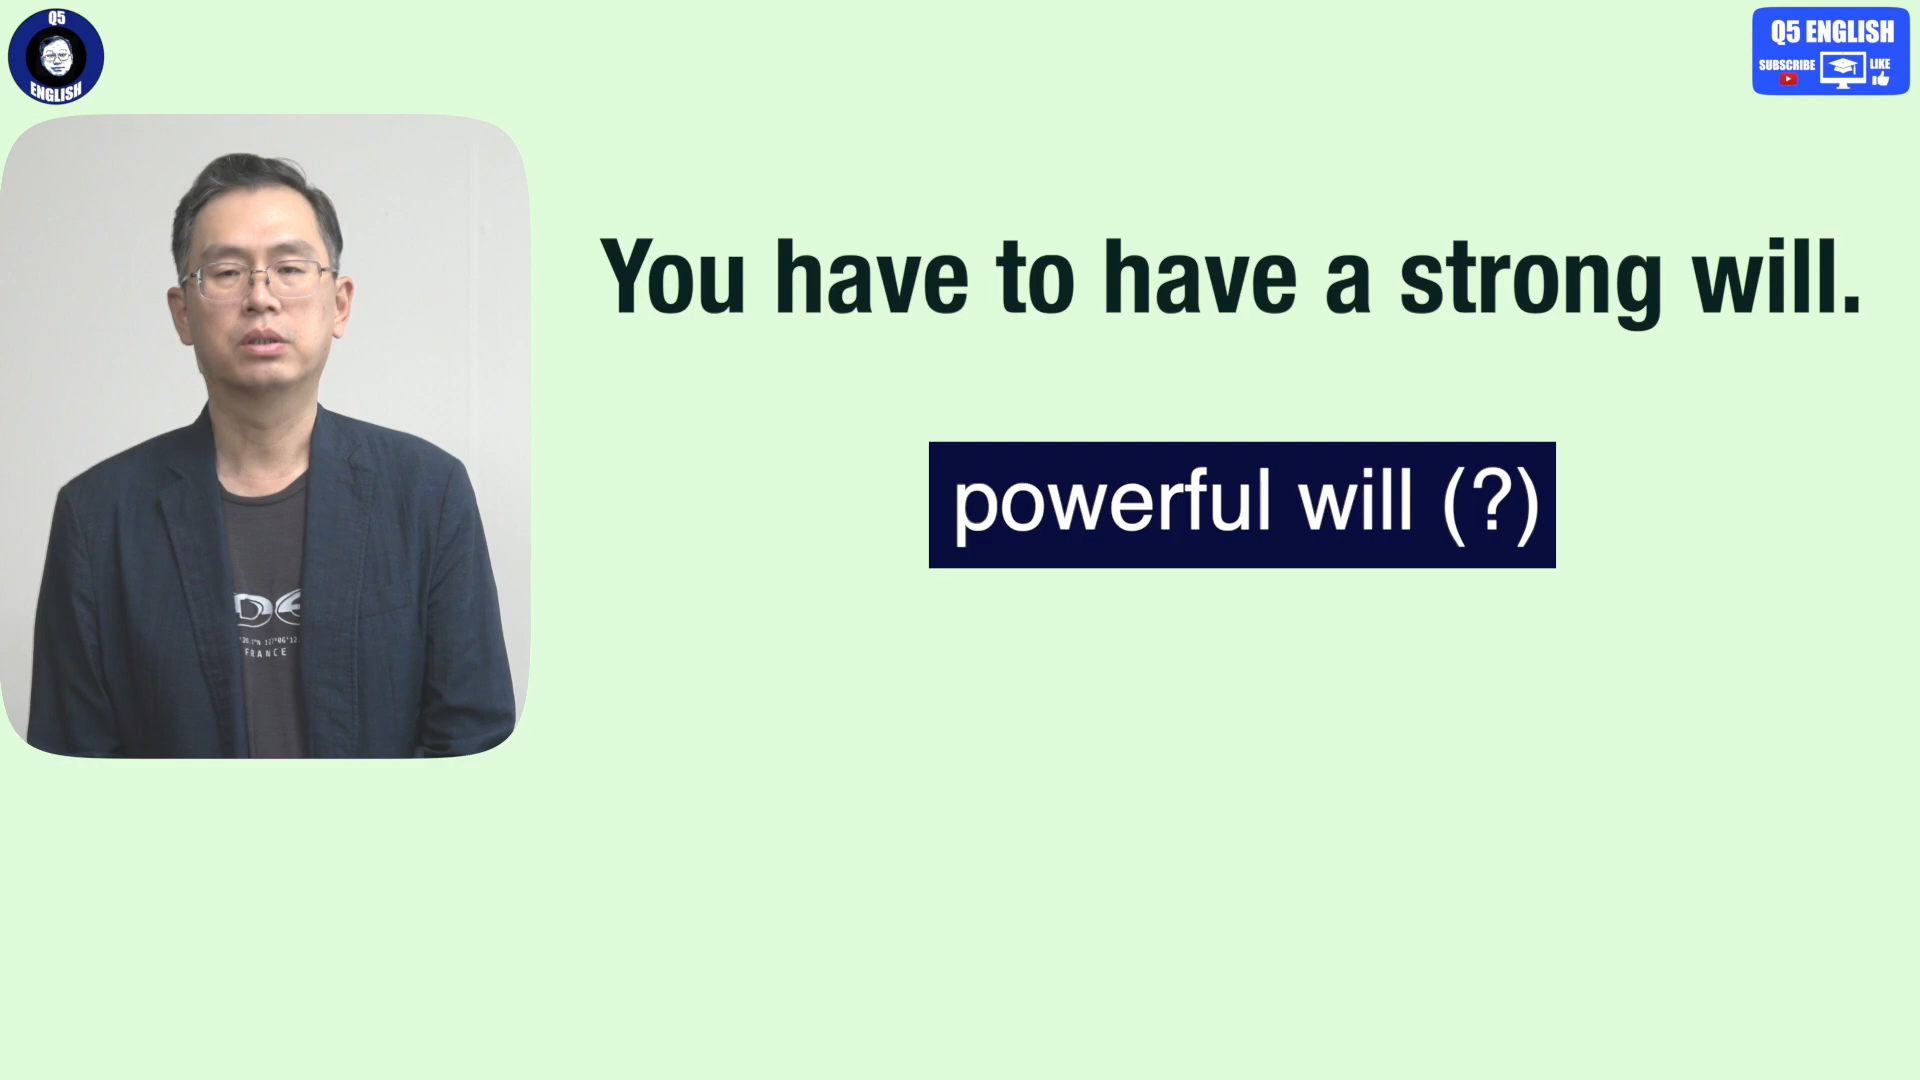 Q5
ENGLISH
Q5 ENGLISH
SUBSCRIBE
LIKE
You have to have a strong will.
powerful will (?)
FRANCE